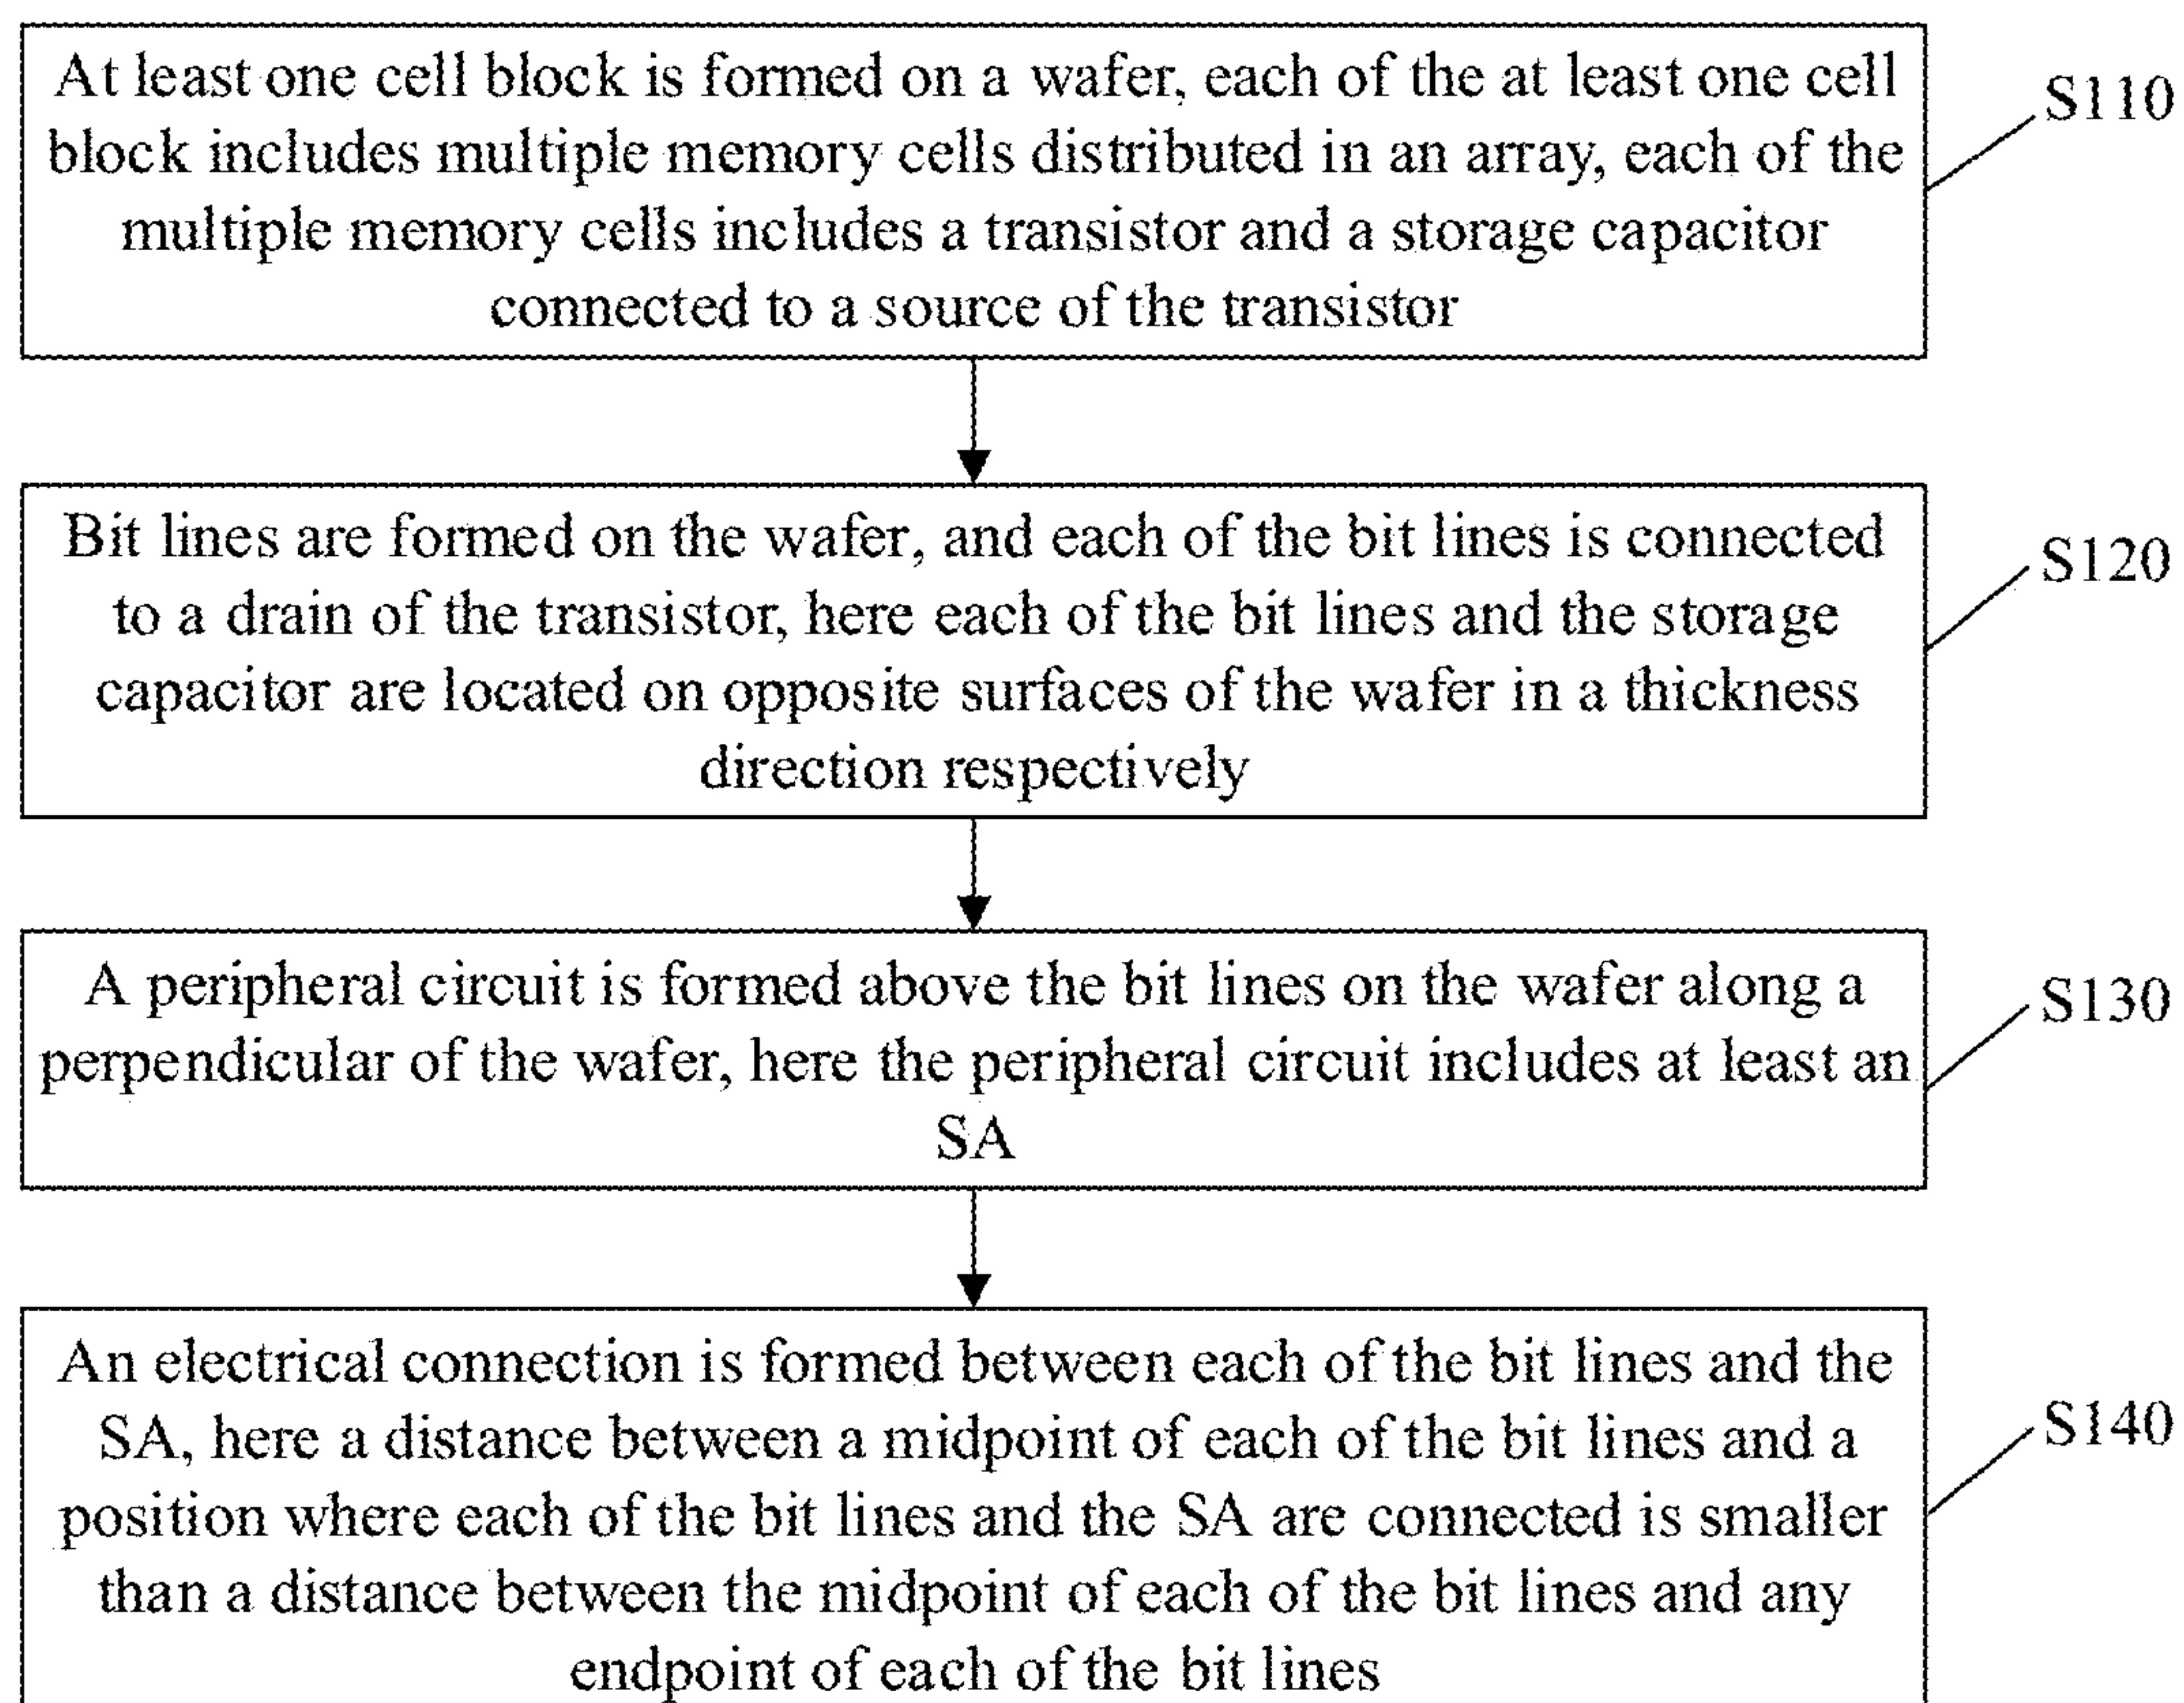 At least one cell block is formed on a wafer, each of the at least one cell
block includes multiple memory cells distributed in an array, each of the
multiple memory cells includes a transistor and a storage capacitor
connected to a source of the transistor
S110
Bit lines are formed on the wafer, and each of the bit lines is connected
to a drain of the transistor, here each of the bit lines and the storage
capacitor are located on opposite surfaces of the wafer in a thickness
direction respectively
S120
A peripheral circuit is formed above the bit lines on the wafer along a
perpendicular of the wafer, here the peripheral circuit includes at least an
SA
S130
An electrical connection is formed between each of the bit lines and the
SA, here a distance between a midpoint of each of the bit lines and a
position where each of the bit lines and the SA are connected is smaller
than a distance between the midpoint of each of the bit lines and any
endpoint of each of the bit lines
S140